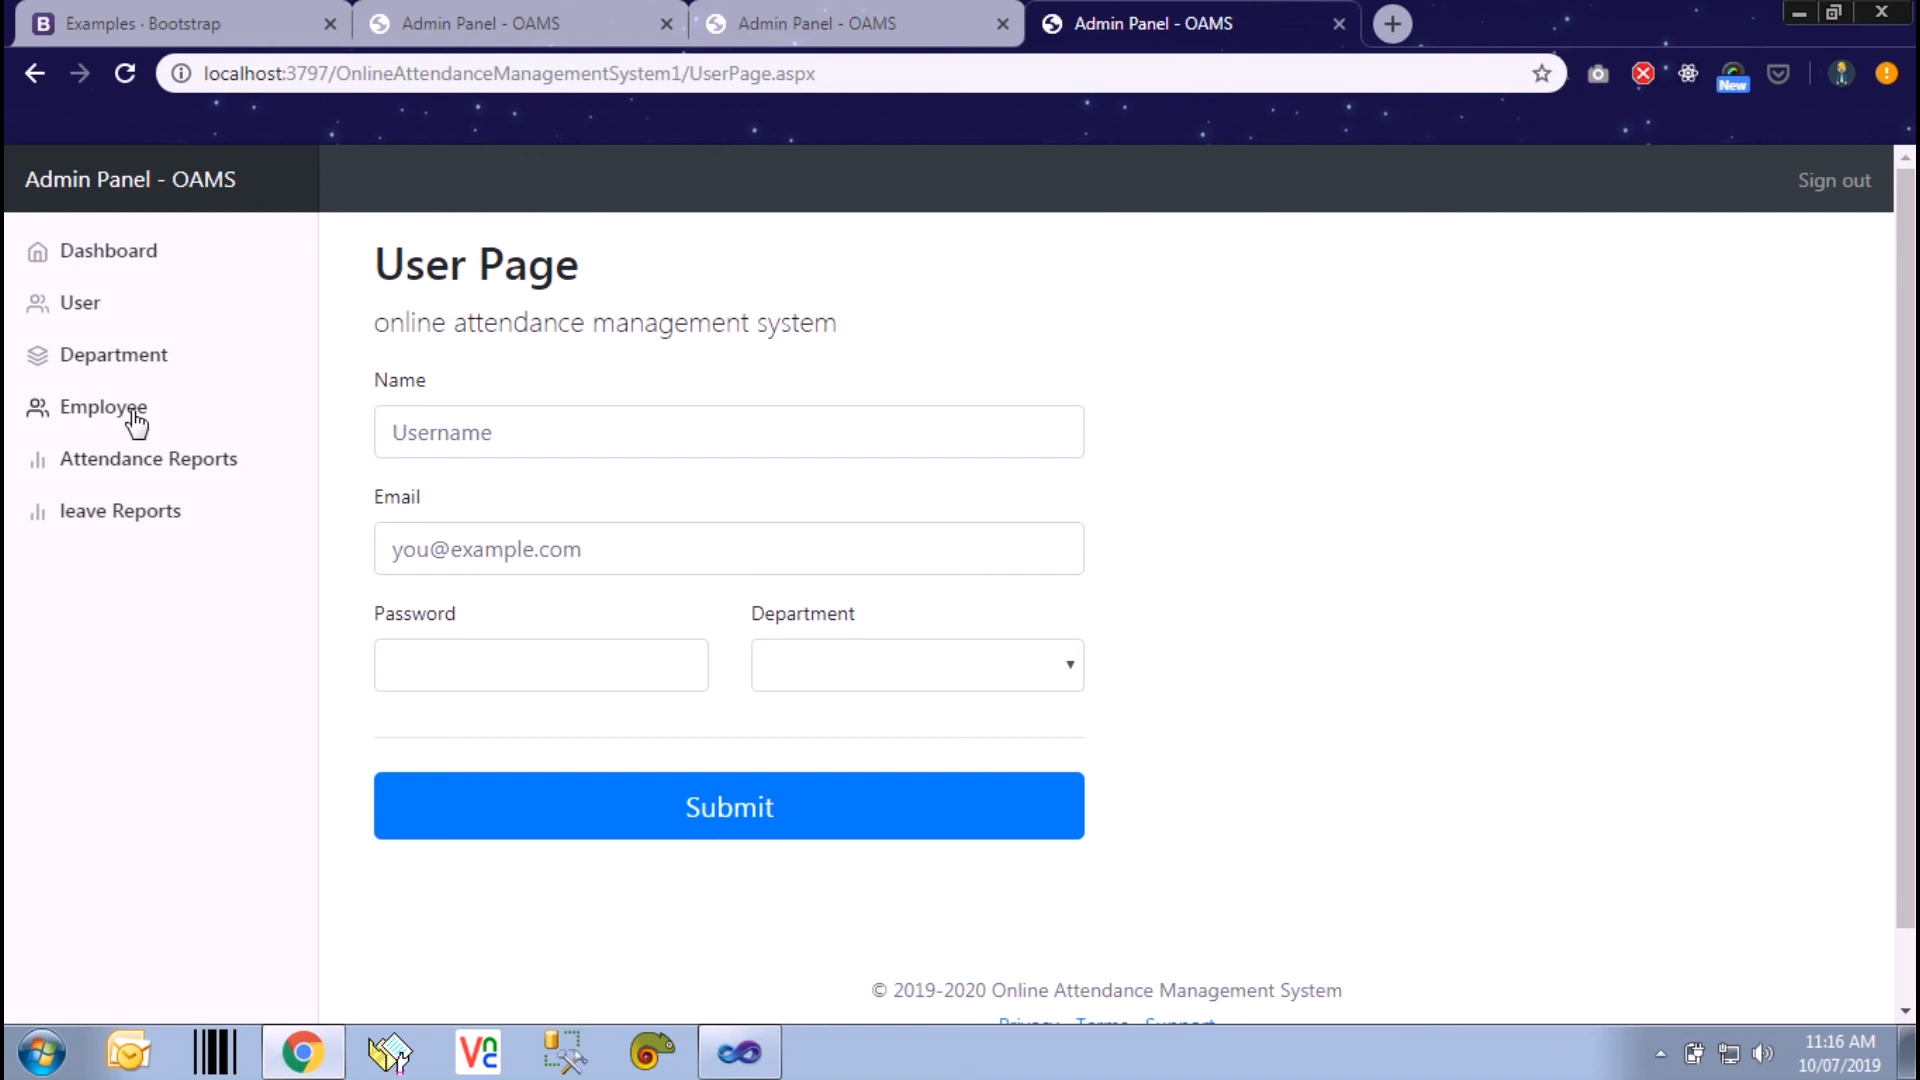 Examples · Bootstrap
Admin Panel - OAMS
Admin Panel - OAMS
Admin Panel - OAMS
localhost:3797/OnlineAttendanceManagementSystem1/UserPage.aspx
New
Admin Panel - OAMS
Sign out
Dashboard
User
Department
Employee
Attendance Reports
leave Reports
User Page
online attendance management system
Name
Username
Email
you@example.com
Password
Department
Submit
© 2019-2020 Online Attendance Management System
Privacy Terms Support
11:16 AM
10/07/2019